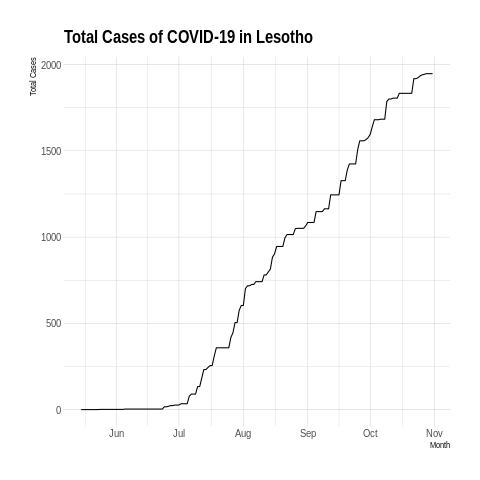 Total Cases of COVID-19 in Lesotho
Total Cases
2000
1500
1000
500
0
Jun Jul Aug Sep Oct Nov
Month